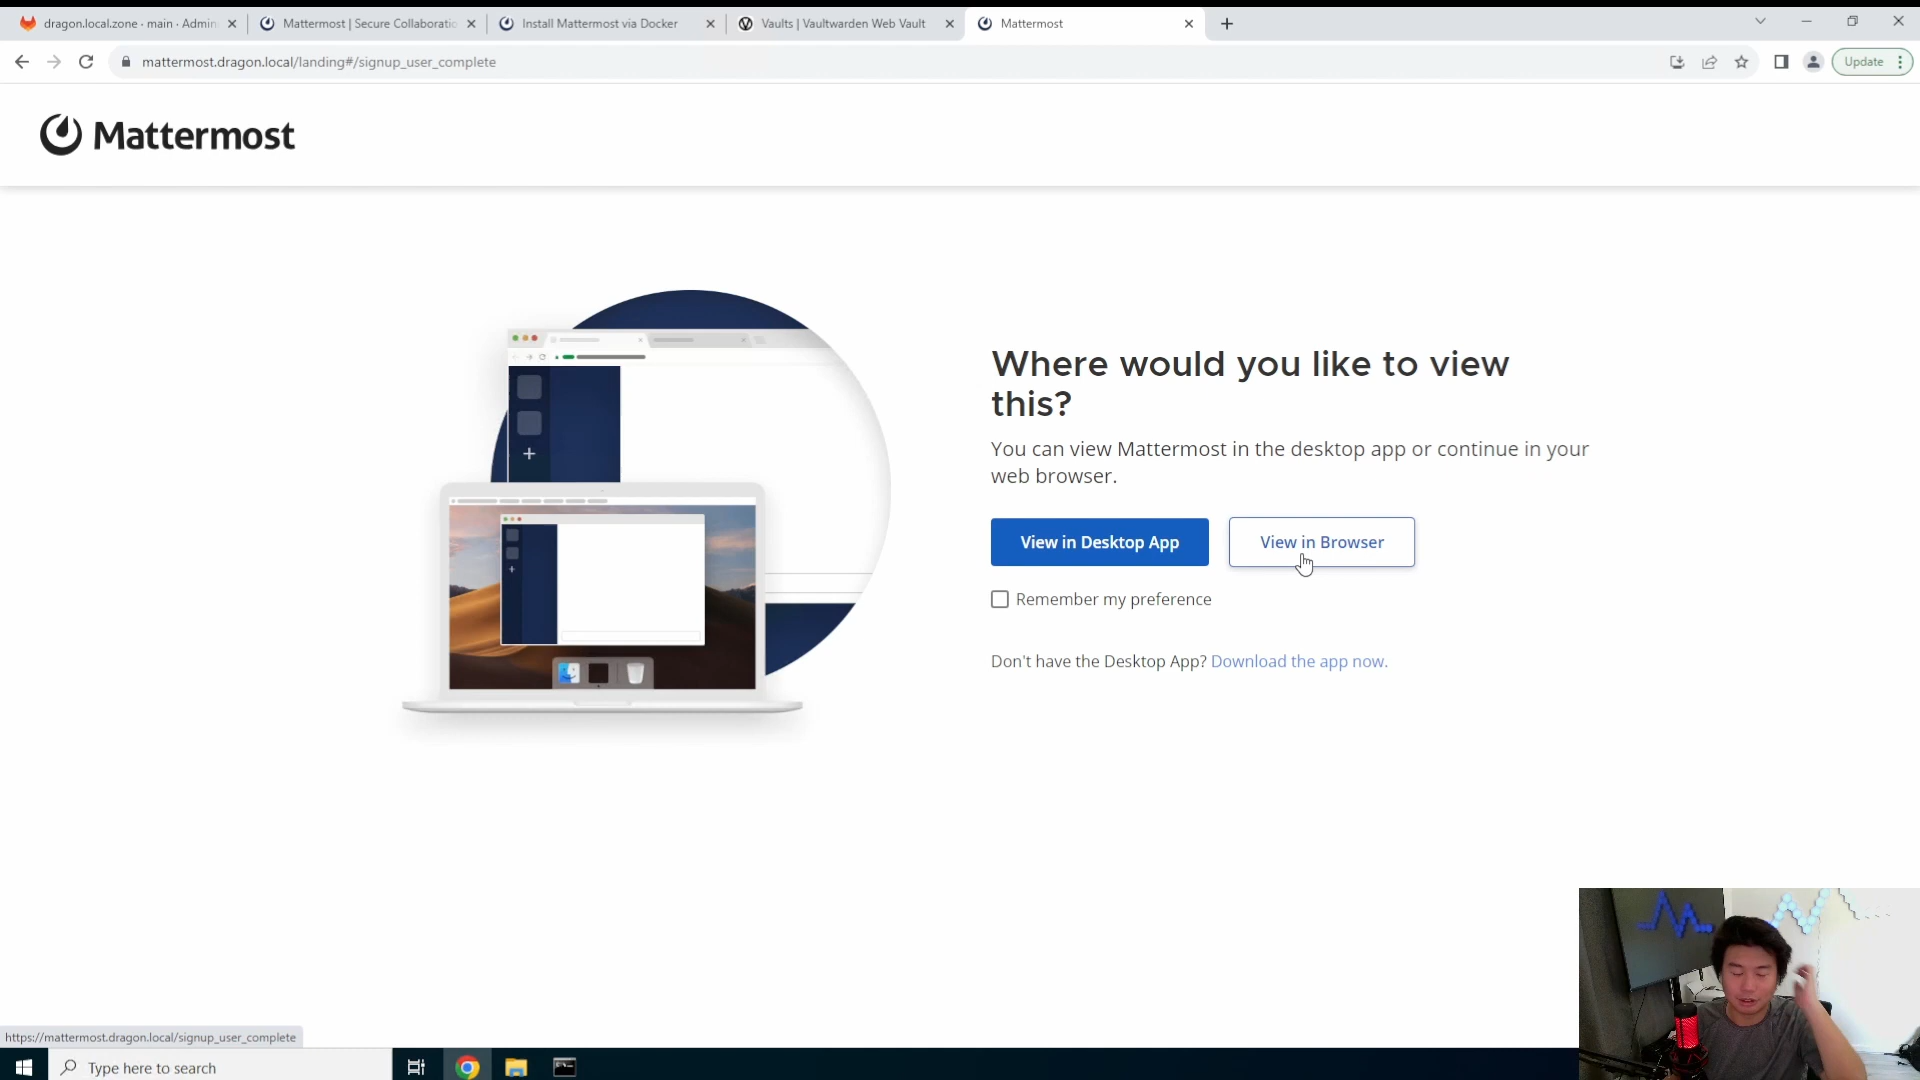 dragon.local.zone · main · Admin
Mattermost | Secure Collaboratio
Install Mattermost via Docker
Vaults | Vaultwarden Web Vault
Mattermost
mattermost.dragon.local/landing#/signup_user_complete
Update
Mattermost
Where would you like to view
this?
You can view Mattermost in the desktop app or continue in your
web browser.
View in Desktop App
View in Browser
Remember my preference
Don't have the Desktop App? Download the app now.
https://mattermost.dragon.local/signup_user_complete
Type here to search